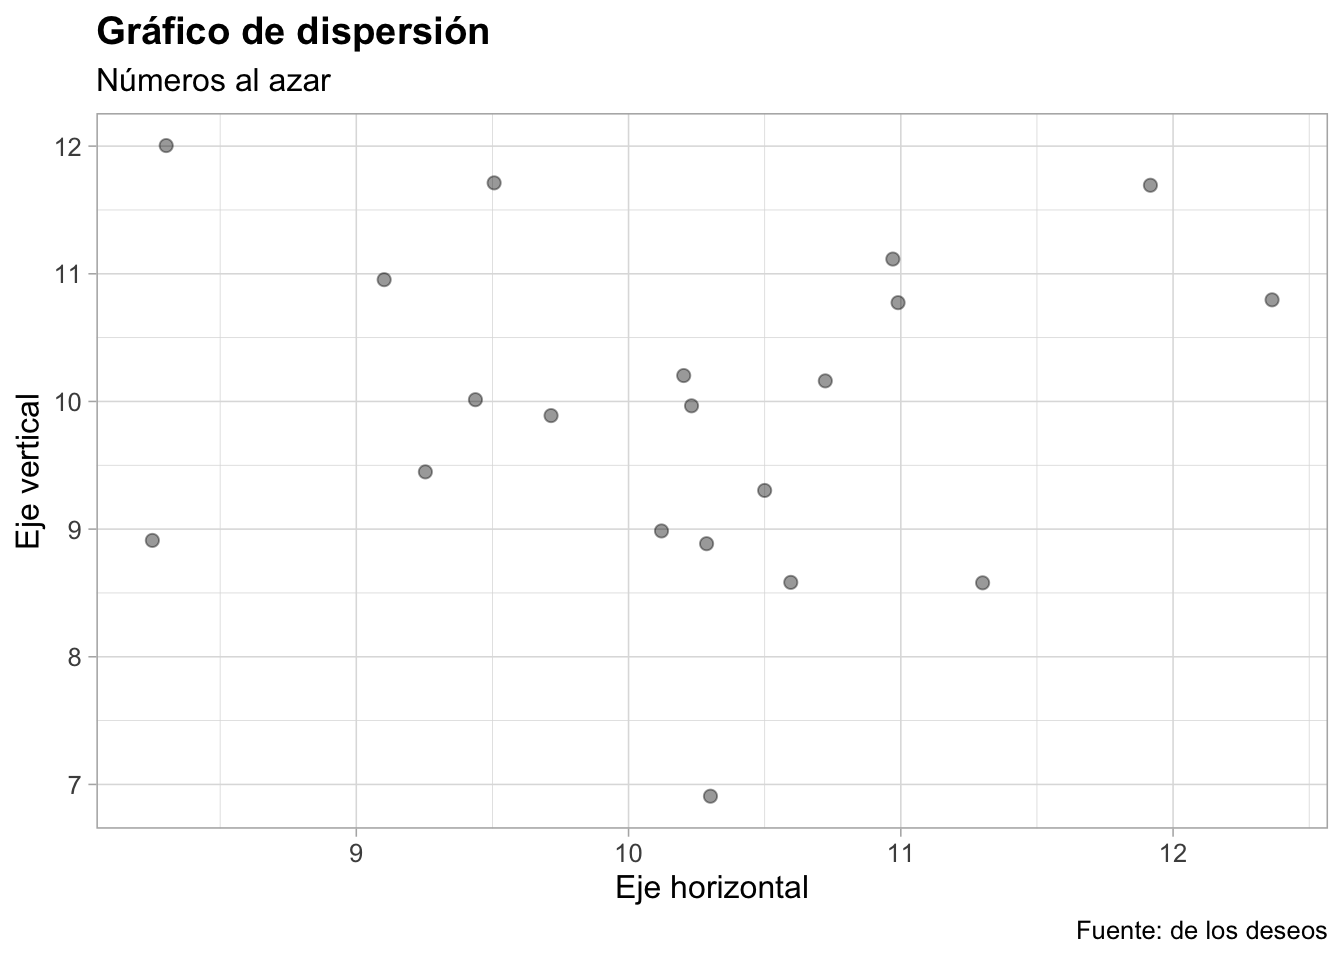 Gráfico de dispersión
Números al azar
12
11
10
9
8
7
Eje vertical
9 10 11 12
Eje horizontal
Fuente: de los deseos